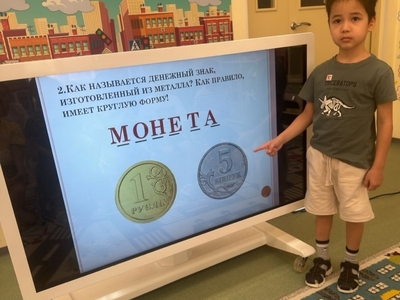 2.Как называется денежный знак,
изготовленный из металла? Как правило,
имеет круглую форму!
МОНЕТА
1
РУБЛЬ
5